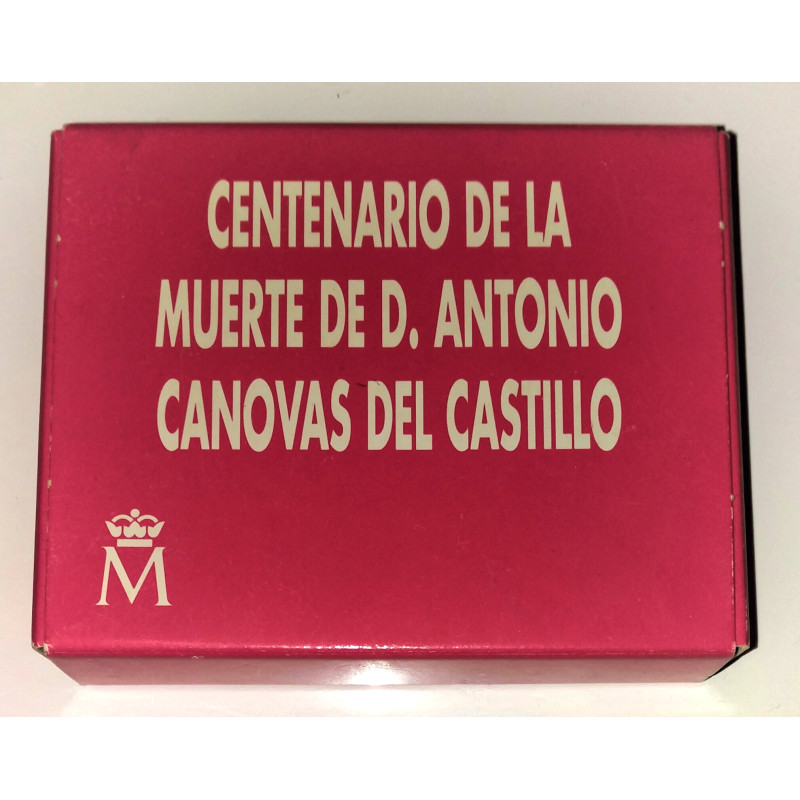 CENTENARIO DE LA
MUERTE DE D. ANTONIO
CANOVAS DEL CASTILLO
M